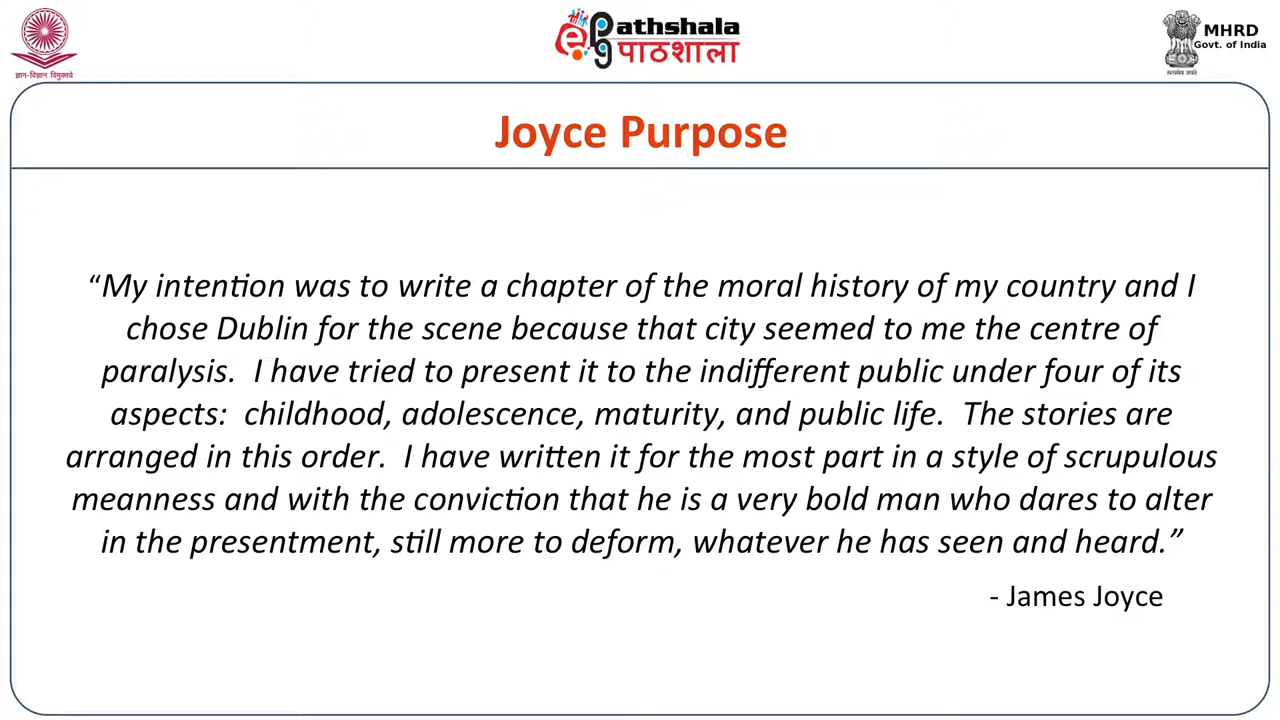 ज्ञान-विज्ञान विमुक्तये
ePG Pathshala
पाठशाला
MHRD
Govt. of India
सत्यमेव जयते
Joyce Purpose
“My intention was to write a chapter of the moral history of my country and I
chose Dublin for the scene because that city seemed to me the centre of
paralysis.  I have tried to present it to the indifferent public under four of its
aspects:  childhood, adolescence, maturity, and public life.  The stories are
arranged in this order.  I have written it for the most part in a style of scrupulous
meanness and with the conviction that he is a very bold man who dares to alter
in the presentment, still more to deform, whatever he has seen and heard.”
- James Joyce